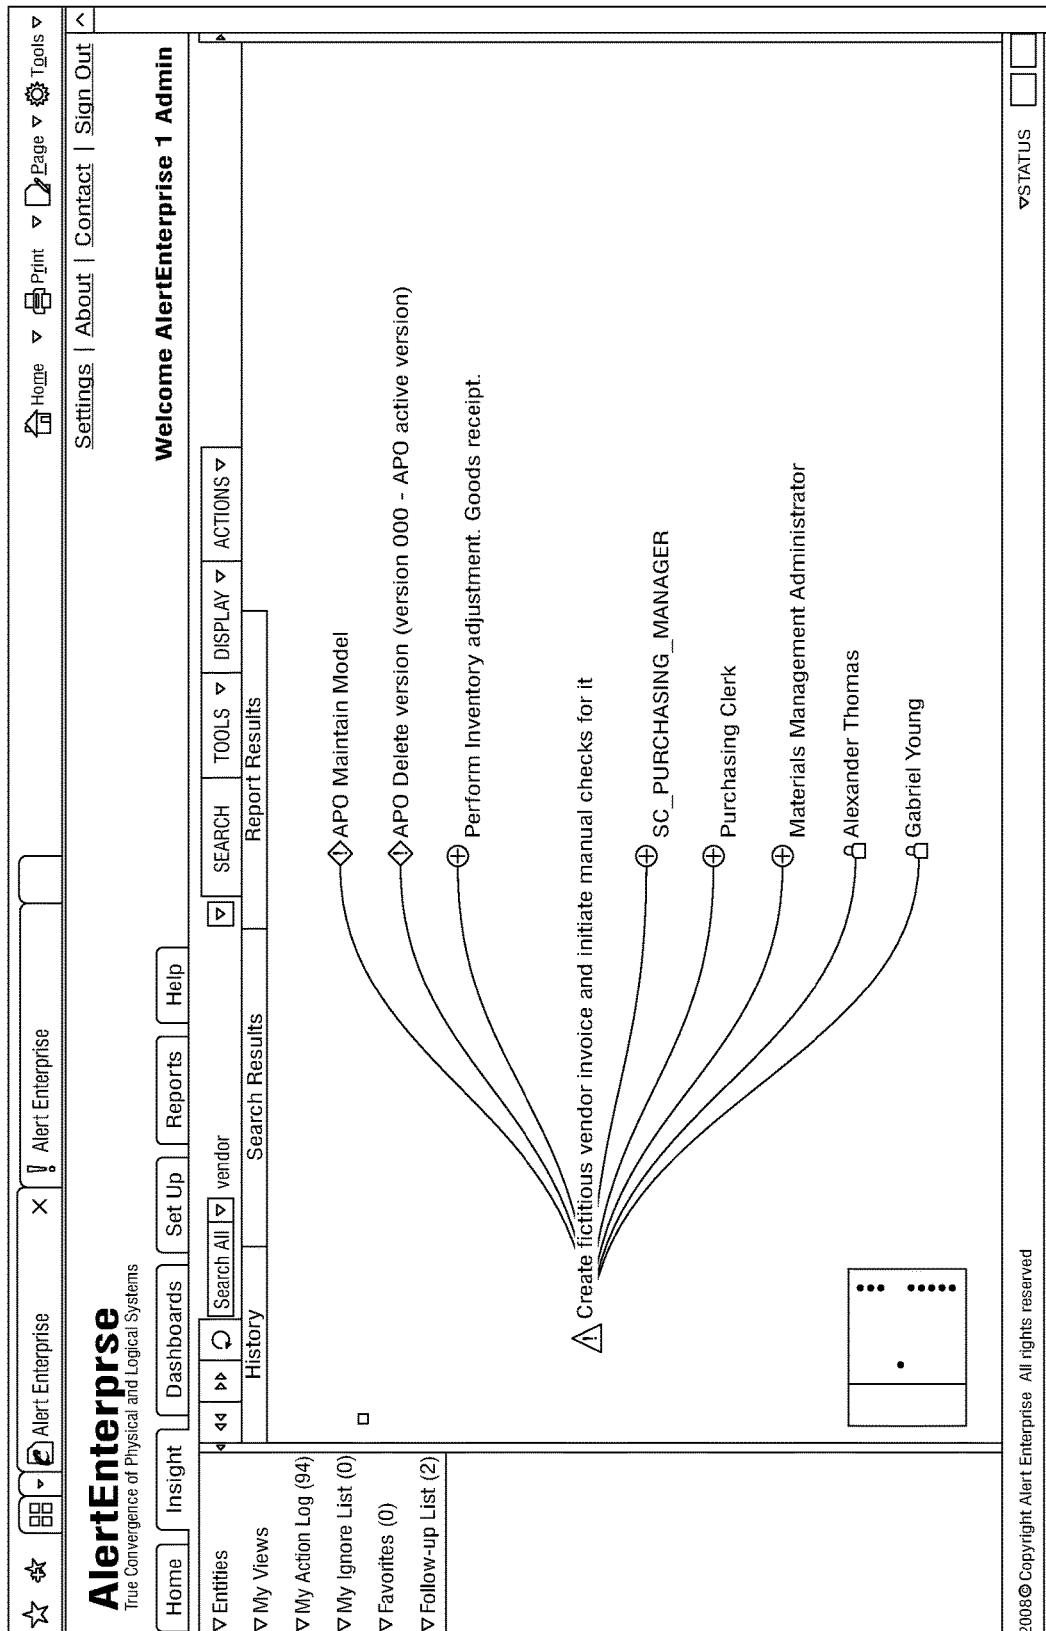 Alert Enterprise
Alert Enterprise
Home
Print
Page
Tools
Settings | About | Contact | Sign Out
AlertEnterprse
True Convergence of Physical and Logical Systems
Welcome AlertEnterprise 1 Admin
Home
Insight
Dashboards
Set Up
Reports
Help
Entities
My Views
My Action Log (94)
My Ignore List (0)
Favorites (0)
Follow-up List (2)
Search All
vendor
SEARCH
TOOLS
DISPLAY
ACTIONS
History
Search Results
Report Results
APO Maintain Model
APO Delete version (version 000 - APO active version)
Perform Inventory adjustment. Goods receipt.
Create fictitious vendor invoice and initiate manual checks for it
SC_PURCHASING_MANAGER
Purchasing Clerk
Materials Management Administrator
Alexander Thomas
Gabriel Young
2008© Copyright Alert Enterprise All rights reserved
STATUS